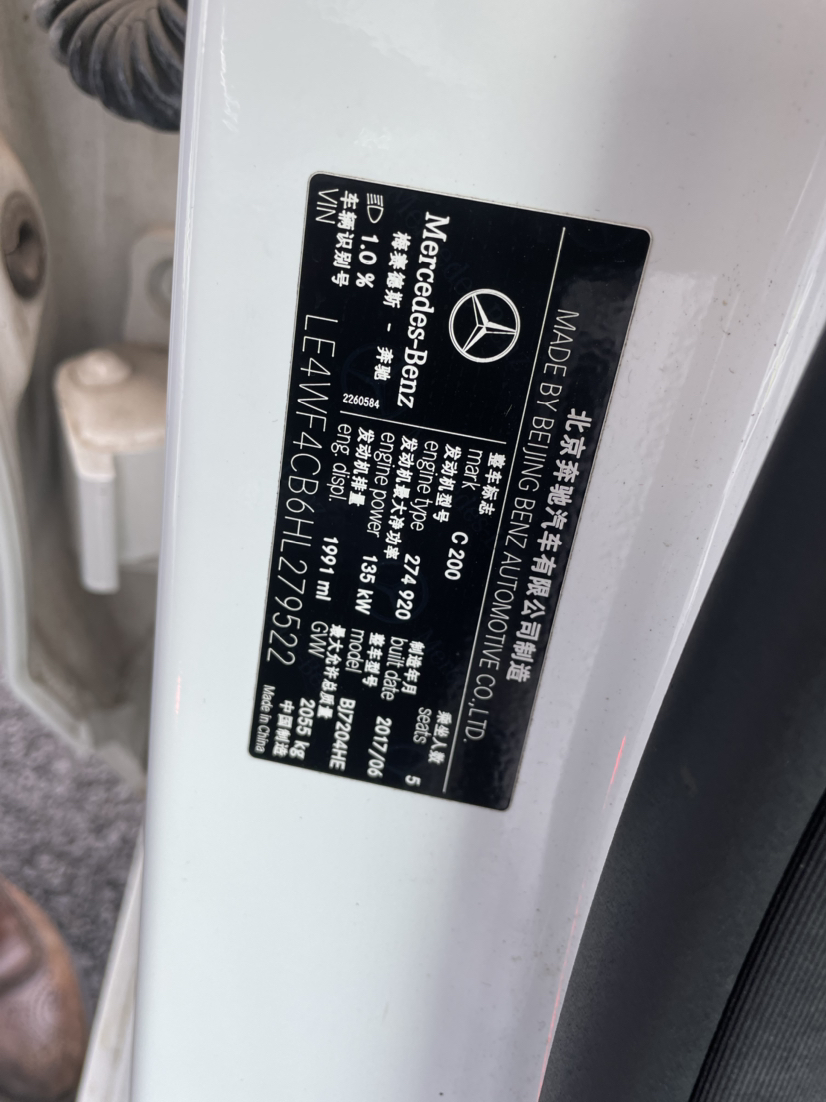 北京奔驰汽车有限公司制造
MADE BY BEIJING BENZ AUTOMOTIVE CO.,LTD.
Mercedes-Benz
梅赛德斯 - 奔驰
1.0 %
2260584
整车标志
mark C 200
乘坐人数
seats 5
发动机型号
engine type 274 920
制造年月
built date 2017/06
发动机最大净功率
engine power 135 kW
整车型号
model BJ7204HE
发动机排量
eng. displ. 1991 ml
最大允许总质量
GVW 2055 kg
车辆识别号
VIN LE4WF4CB6HL279522
中国制造
Made in China